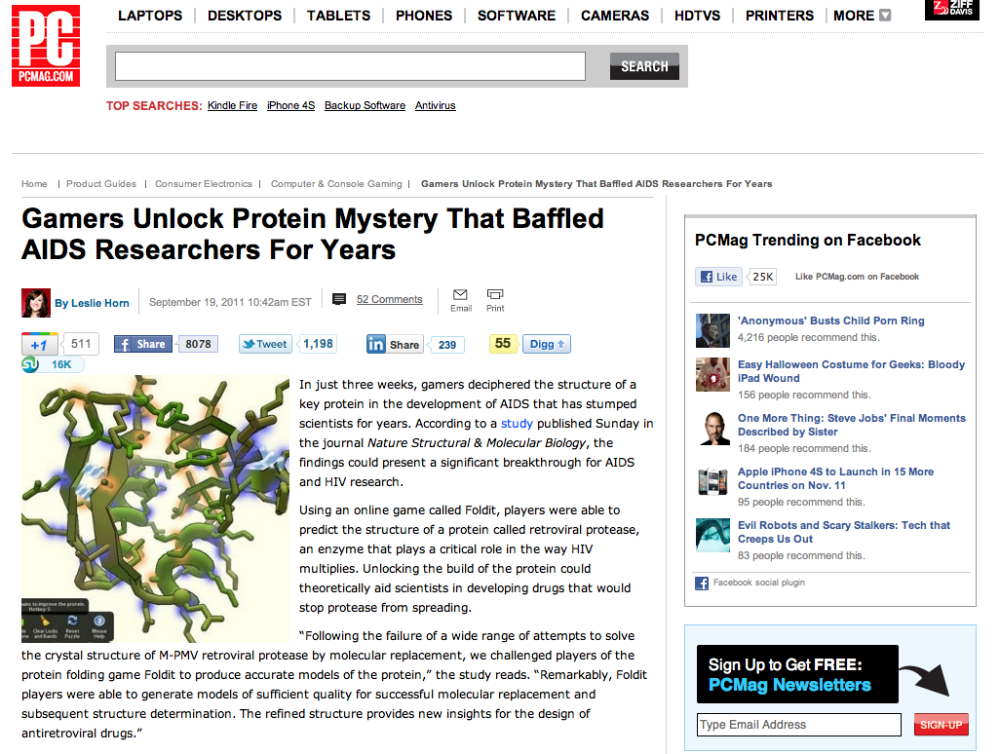 PC
PCMAG.COM
LAPTOPS | DESKTOPS | TABLETS | PHONES | SOFTWARE | CAMERAS | HDTVS | PRINTERS | MORE
ZIFF
DAVIS
SEARCH
TOP SEARCHES: Kindle Fire iPhone 4S Backup Software Antivirus
Home | Product Guides | Consumer Electronics | Computer & Console Gaming | Gamers Unlock Protein Mystery That Baffled AIDS Researchers For Years
Gamers Unlock Protein Mystery That Baffled
AIDS Researchers For Years
By Leslie Horn
September 19, 2011 10:42am EST
52 Comments
Email
Print
+1 511
f Share 8078
Tweet 1,198
in Share 239
55 Digg
16K
In just three weeks, gamers deciphered the structure of a
key protein in the development of AIDS that has stumped
scientists for years. According to a study published Sunday in
the journal Nature Structural & Molecular Biology, the
findings could present a significant breakthrough for AIDS
and HIV research.
Using an online game called Foldit, players were able to
predict the structure of a protein called retroviral protease,
an enzyme that plays a critical role in the way HIV
multiplies. Unlocking the build of the protein could
theoretically aid scientists in developing drugs that would
stop protease from spreading.
to improve the protein.
Hotkey: S
Clear Locks
and Bands
Reset
Puzzle
Mouse
Help
“Following the failure of a wide range of attempts to solve
the crystal structure of M-PMV retroviral protease by molecular replacement, we challenged players of the
protein folding game Foldit to produce accurate models of the protein,” the study reads. “Remarkably, Foldit
players were able to generate models of sufficient quality for successful molecular replacement and
subsequent structure determination. The refined structure provides new insights for the design of
antiretroviral drugs.”
PCMag Trending on Facebook
f Like 25K Like PCMag.com on Facebook
'Anonymous' Busts Child Porn Ring
4,216 people recommend this.
Easy Halloween Costume for Geeks: Bloody
iPad Wound
156 people recommend this.
One More Thing: Steve Jobs' Final Moments
Described by Sister
184 people recommend this.
Apple iPhone 4S to Launch in 15 More
Countries on Nov. 11
95 people recommend this.
Evil Robots and Scary Stalkers: Tech that
Creeps Us Out
83 people recommend this.
f Facebook social plugin
Sign Up to Get FREE:
PCMag Newsletters
Type Email Address
SIGN-UP